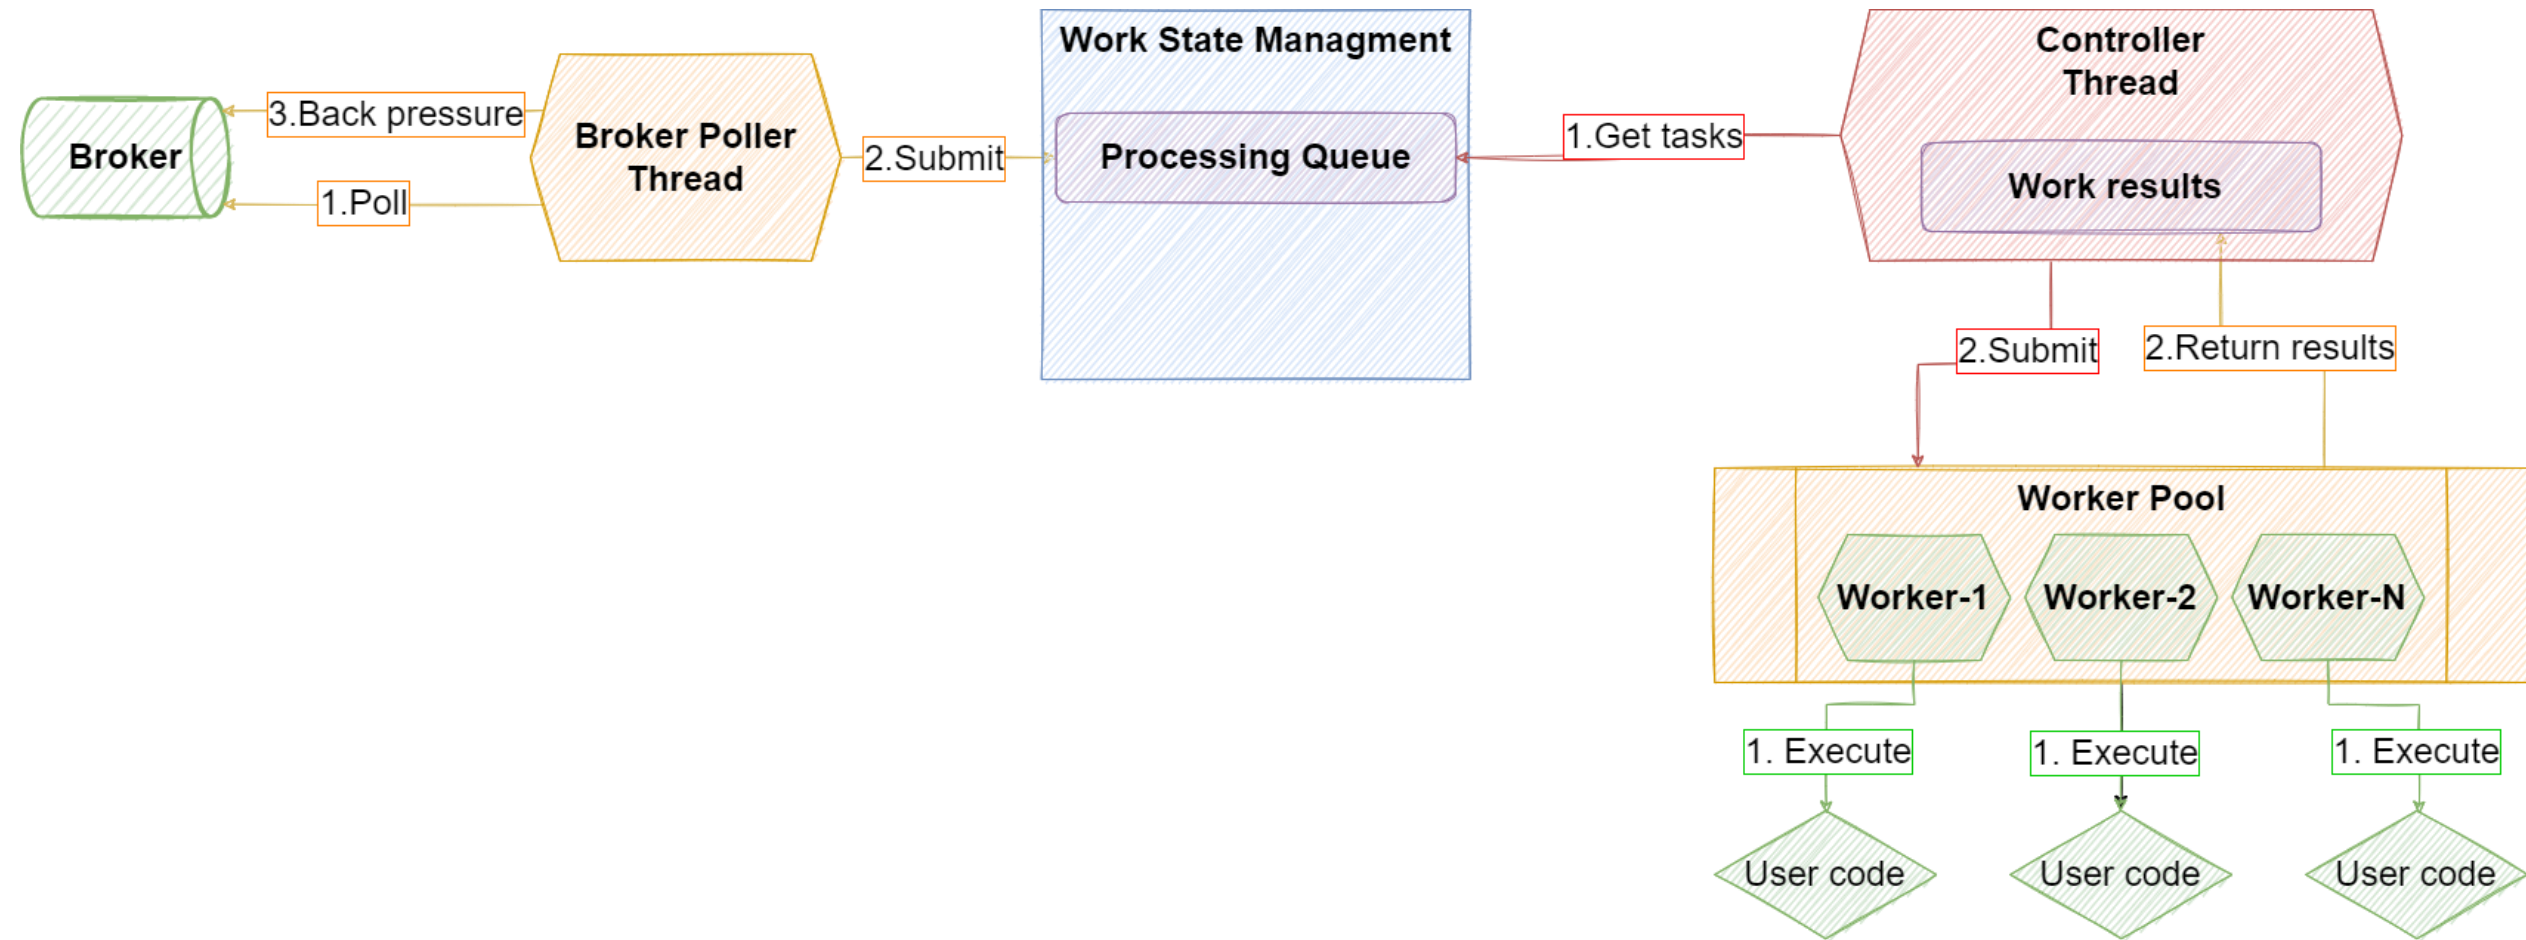 Work State Managment
Controller
Thread
3.Back pressure
Broker
1.Poll
Broker Poller
Thread
2.Submit
Processing Queue
1.Get tasks
Work results
2.Submit
2.Return results
Worker Pool
Worker-1
Worker-2
Worker-N
1. Execute
1. Execute
1. Execute
User code
User code
User code